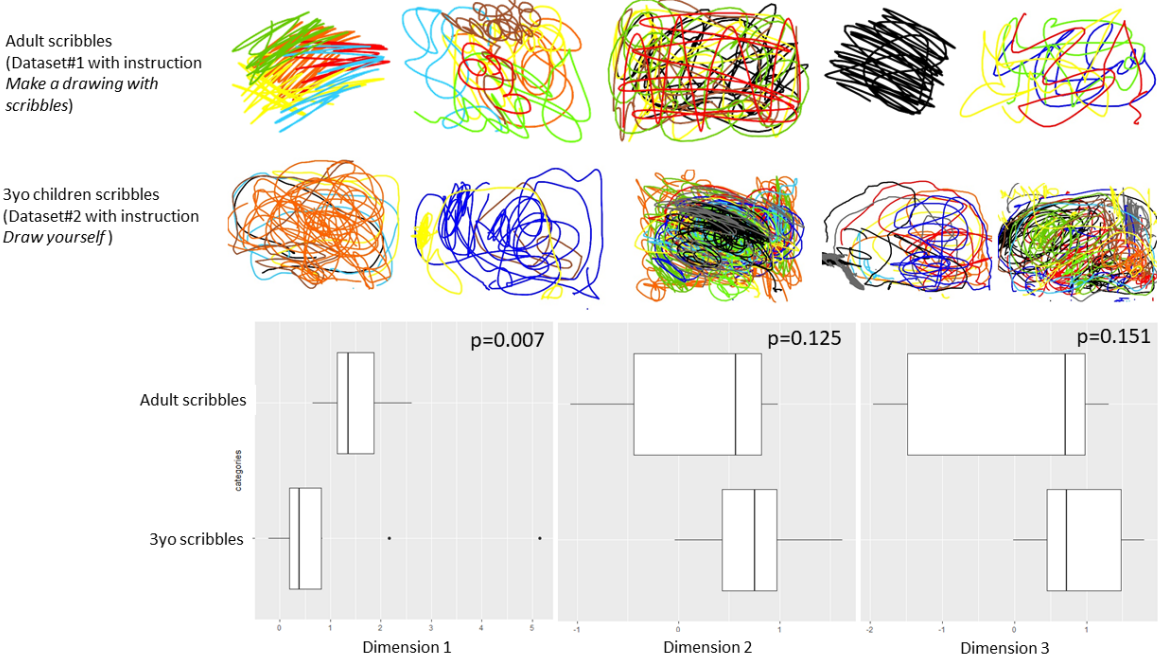 Adult scribbles
(Dataset#1 with instruction
Make a drawing with
scribbles)
3yo children scribbles
(Dataset#2 with instruction
Draw yourself )
p=0.007
p=0.125
p=0.151
Adult scribbles
categories
3yo scribbles
0 1 2 3 4 5
-1 0 1
-2 -1 0 1
Dimension 1
Dimension 2
Dimension 3